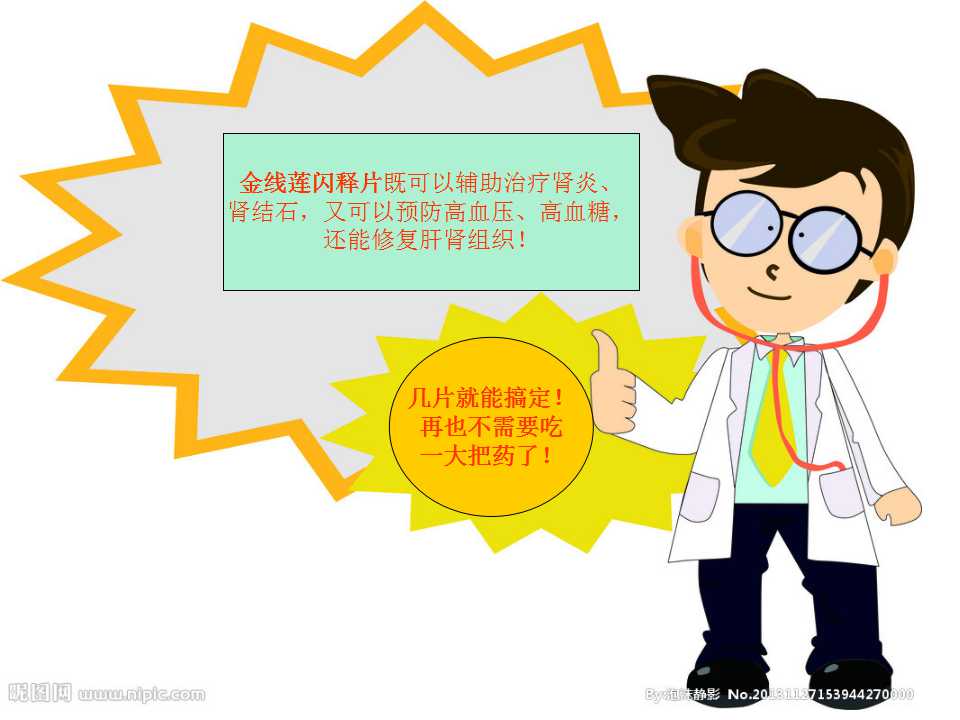 金线莲闪释片既可以辅助治疗肾炎、
肾结石，又可以预防高血压、高血糖，
还能修复肝肾组织！
几片就能搞定！
再也不需要吃
一大把药了！
昵图网 www.nipic.com
By:泡沫静影 No.20131127153944270000